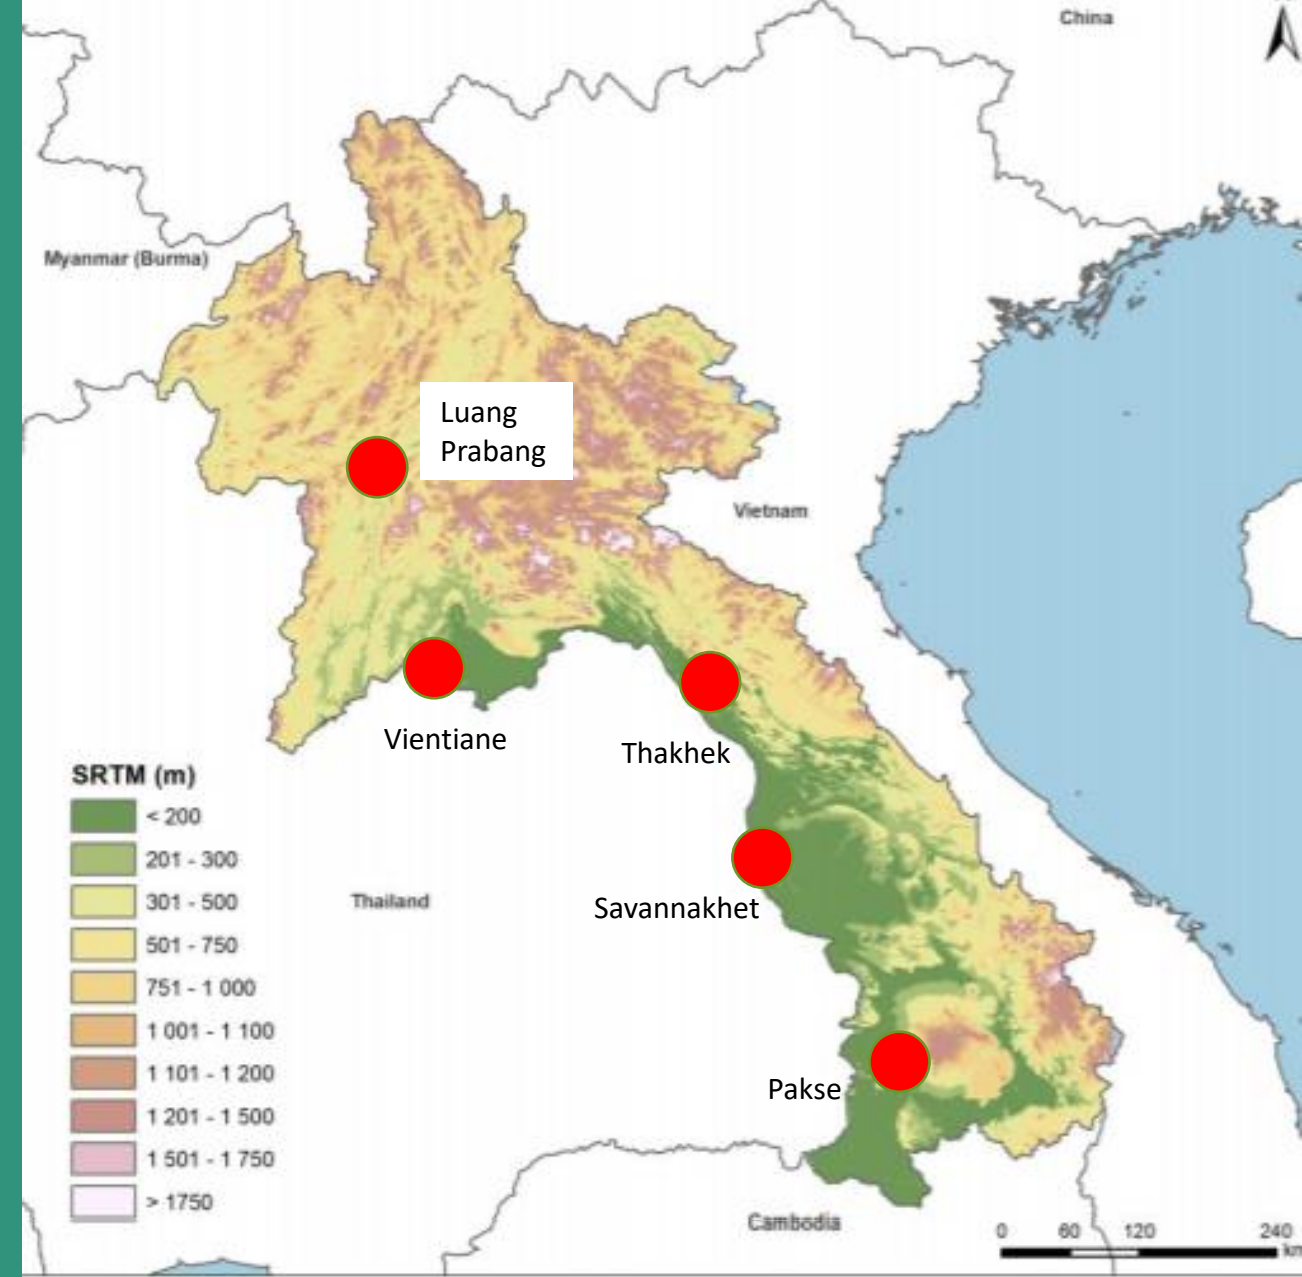 China
Myanmar (Burma)
Luang
Prabang
Vietnam
Vientiane
Thakhek
SRTM (m)
< 200
201 - 300
301 - 500
501 - 750
751 - 1 000
1 001 - 1 100
1 101 - 1 200
1 201 - 1 500
1 501 - 1 750
> 1750
Thailand
Savannakhet
Pakse
Cambodia
0 60 120 240
km